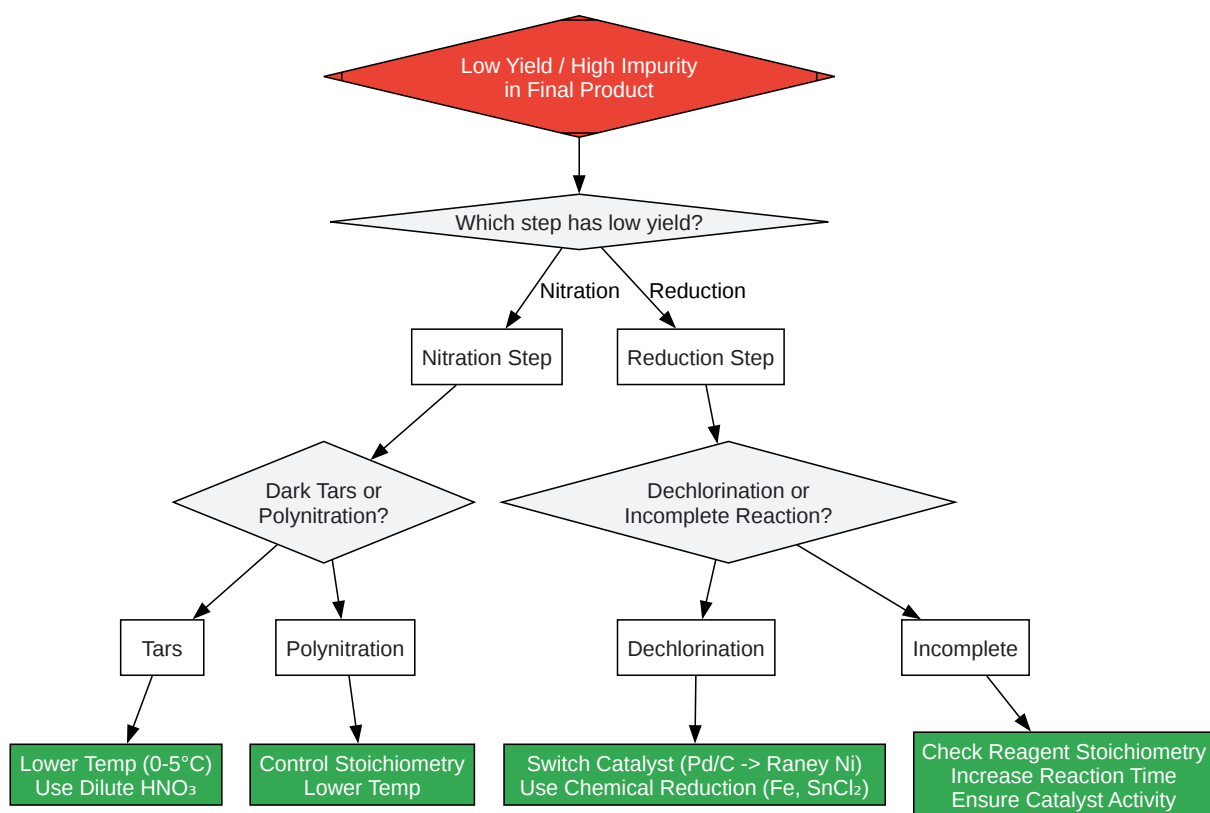 Low Yield / High Impurity
in Final Product
Which step has low yield?
Nitration
Reduction
Nitration Step
Reduction Step
Dark Tars or
Polynitration?
Dechlorination or
Incomplete Reaction?
Tars
Polynitration
Dechlorination
Incomplete
Lower Temp (0-5°C)
Use Dilute HNO₃
Control Stoichiometry
Lower Temp
Switch Catalyst (Pd/C -> Raney Ni)
Use Chemical Reduction (Fe, SnCl₂)
Check Reagent Stoichiometry
Increase Reaction Time
Ensure Catalyst Activity